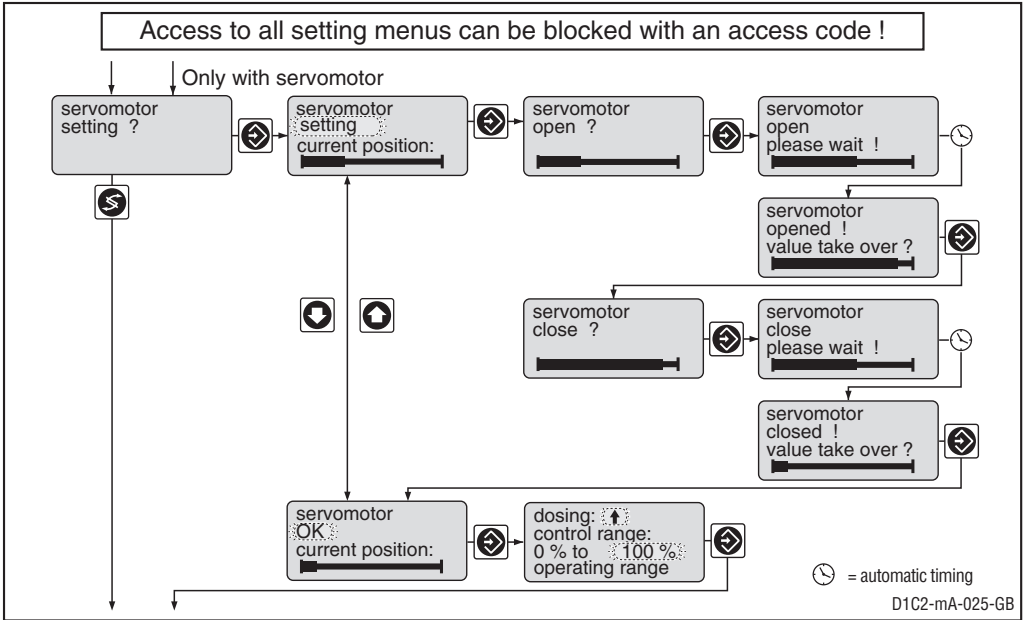 Access to all setting menus can be blocked with an access code !
Only with servomotor
servomotor
setting ?
servomotor
setting
current position:
servomotor
open ?
servomotor
open
please wait !
servomotor
opened !
value take over ?
servomotor
close ?
servomotor
close
please wait !
servomotor
closed !
value take over ?
servomotor
OK
current position:
dosing:
control range:
0 % to 100 %
operating range
= automatic timing
D1C2-mA-025-GB